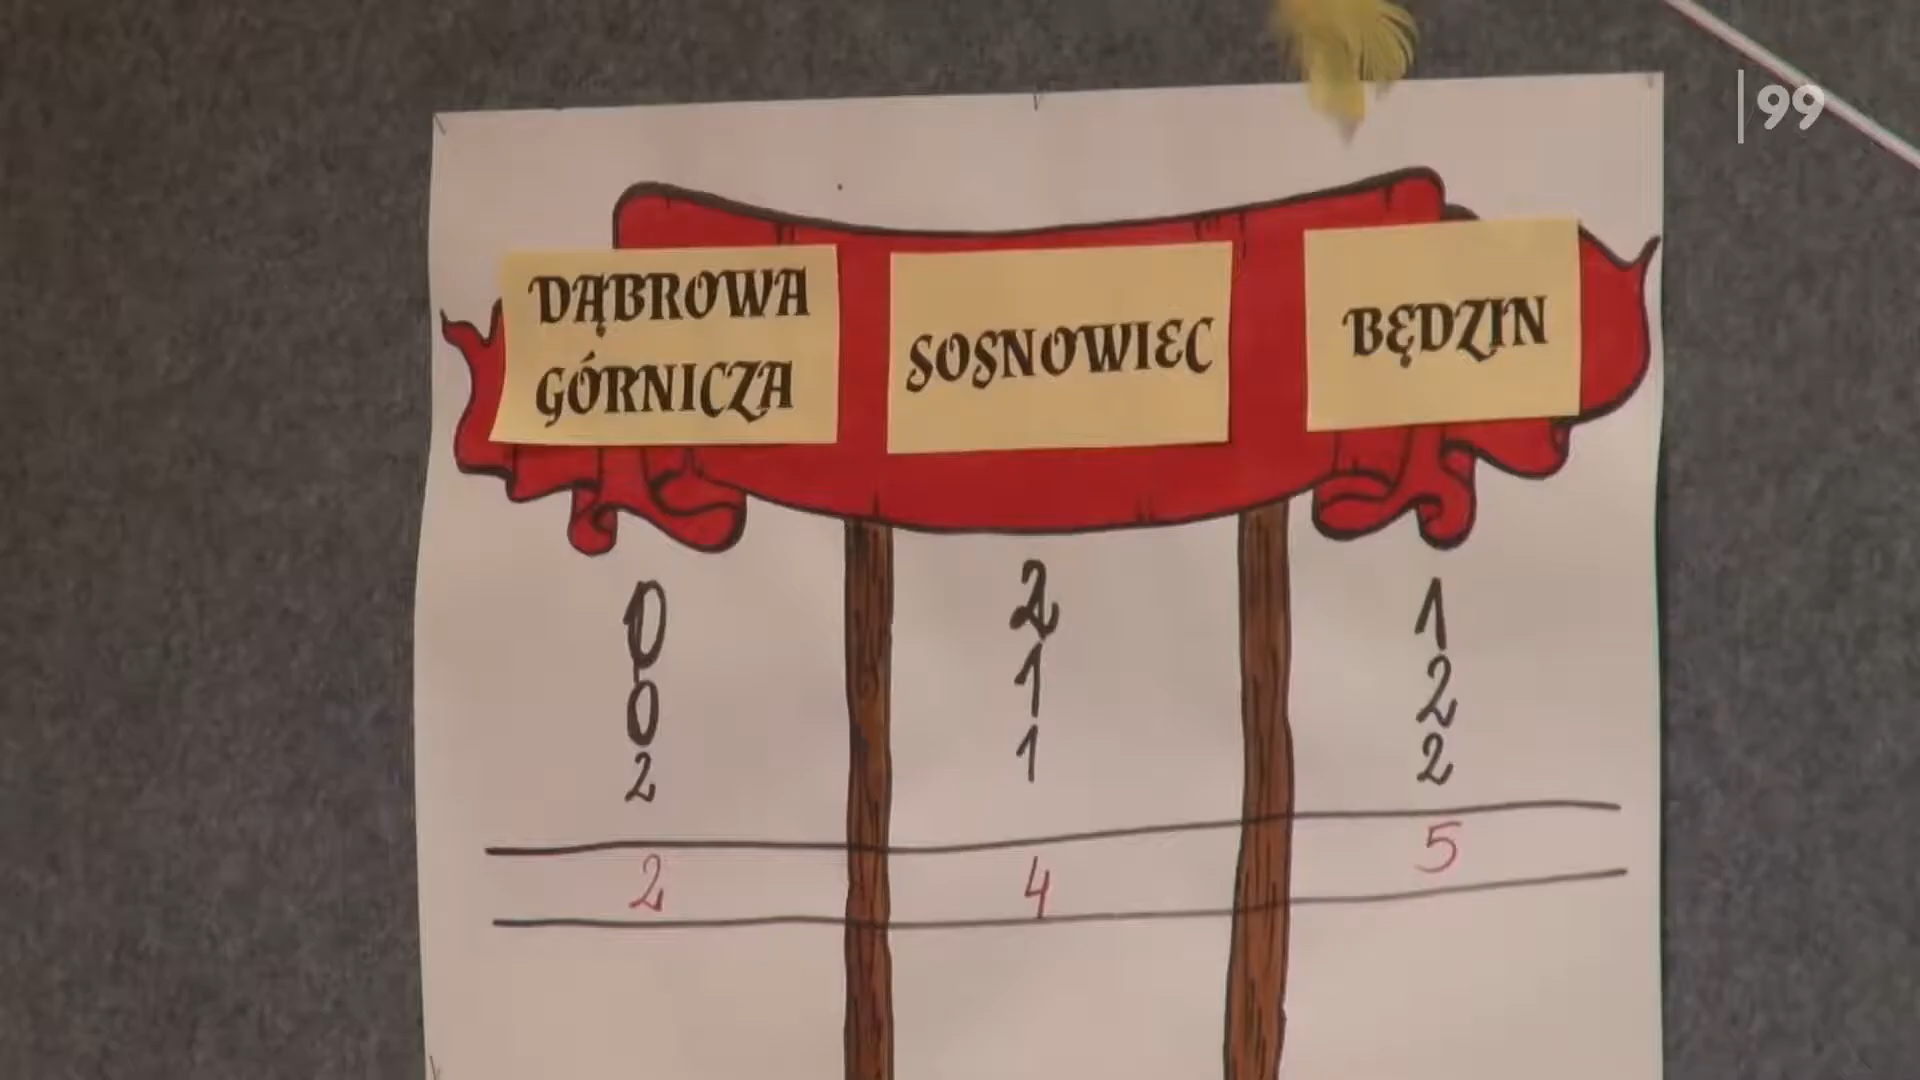 |99
DĄBROWA
GÓRNICZA
SOSNOWIEC
BĘDZIN
0 2 1
0 1 2
2 1 2
2 4 5